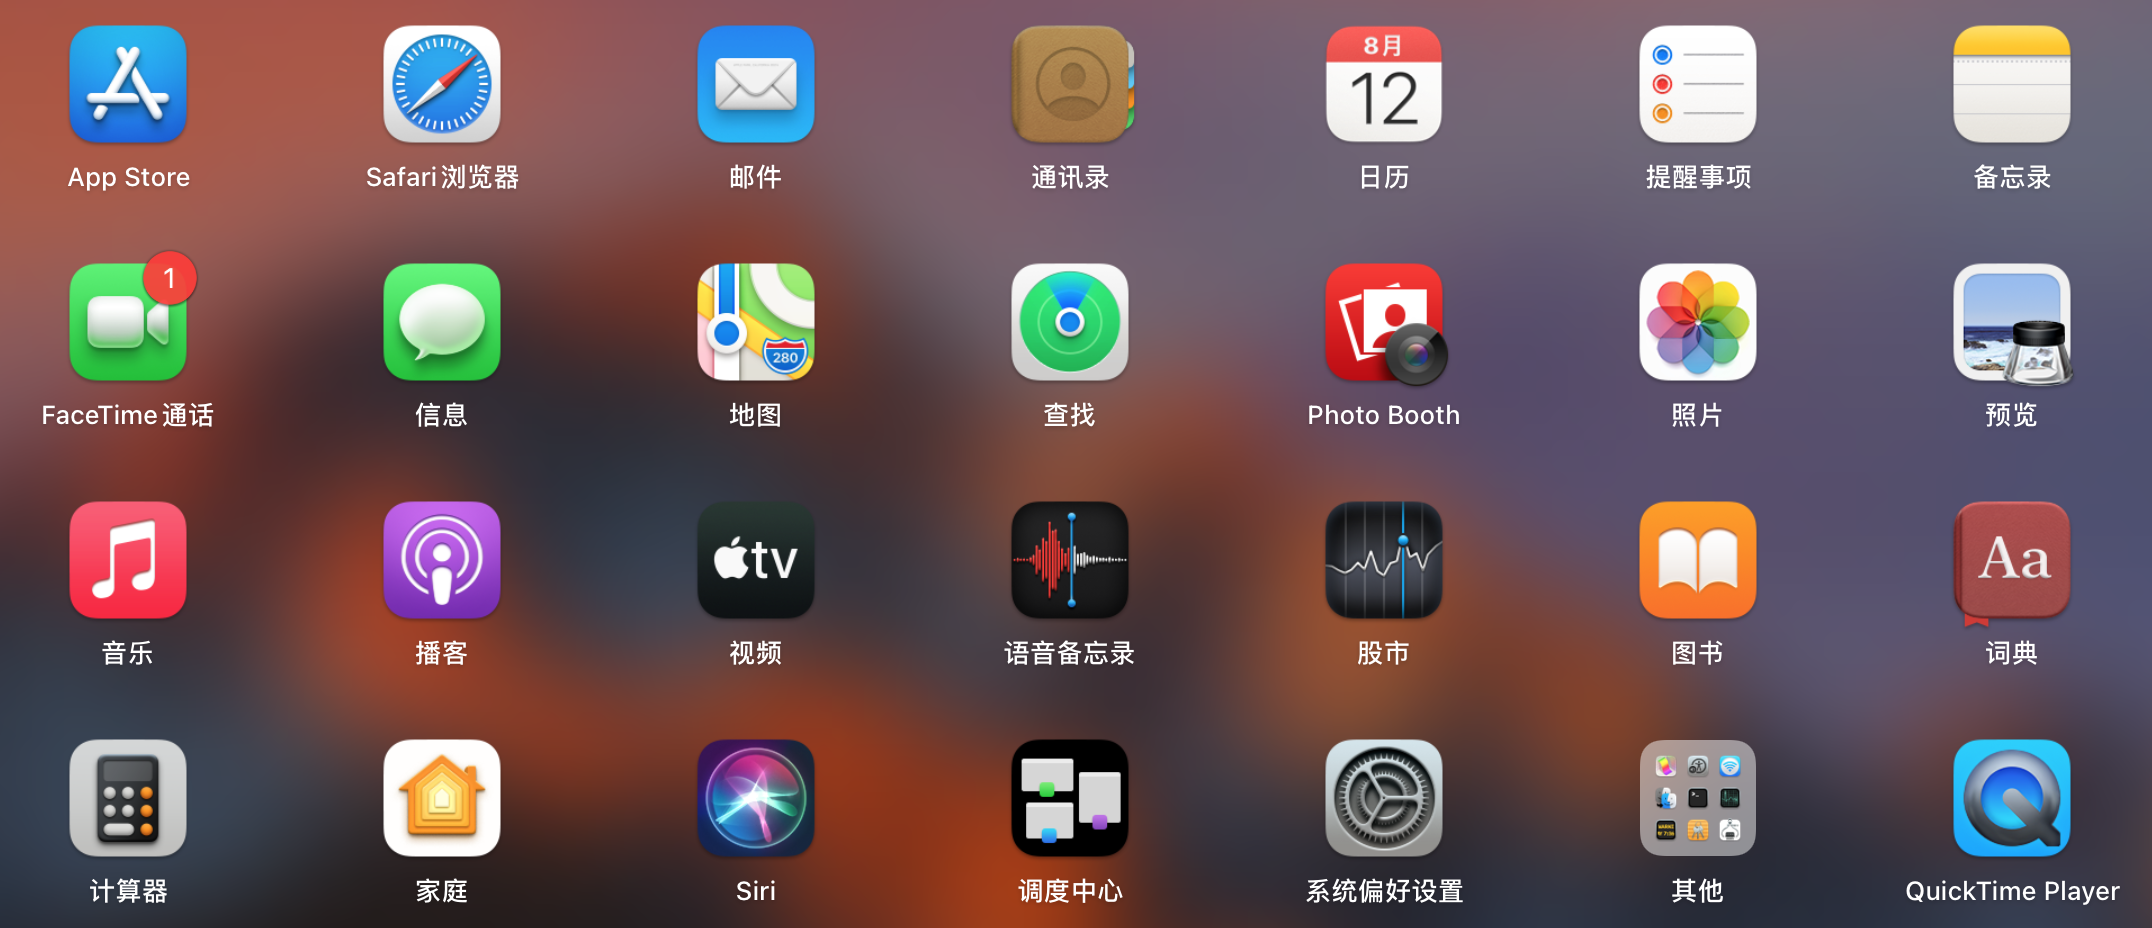 8月
12
App Store
Safari浏览器
邮件
通讯录
日历
提醒事项
备忘录
1
280
FaceTime通话
信息
地图
查找
Photo Booth
照片
预览
tv
Aa
音乐
播客
视频
语音备忘录
股市
图书
词典
计算器
家庭
Siri
调度中心
系统偏好设置
其他
QuickTime Player